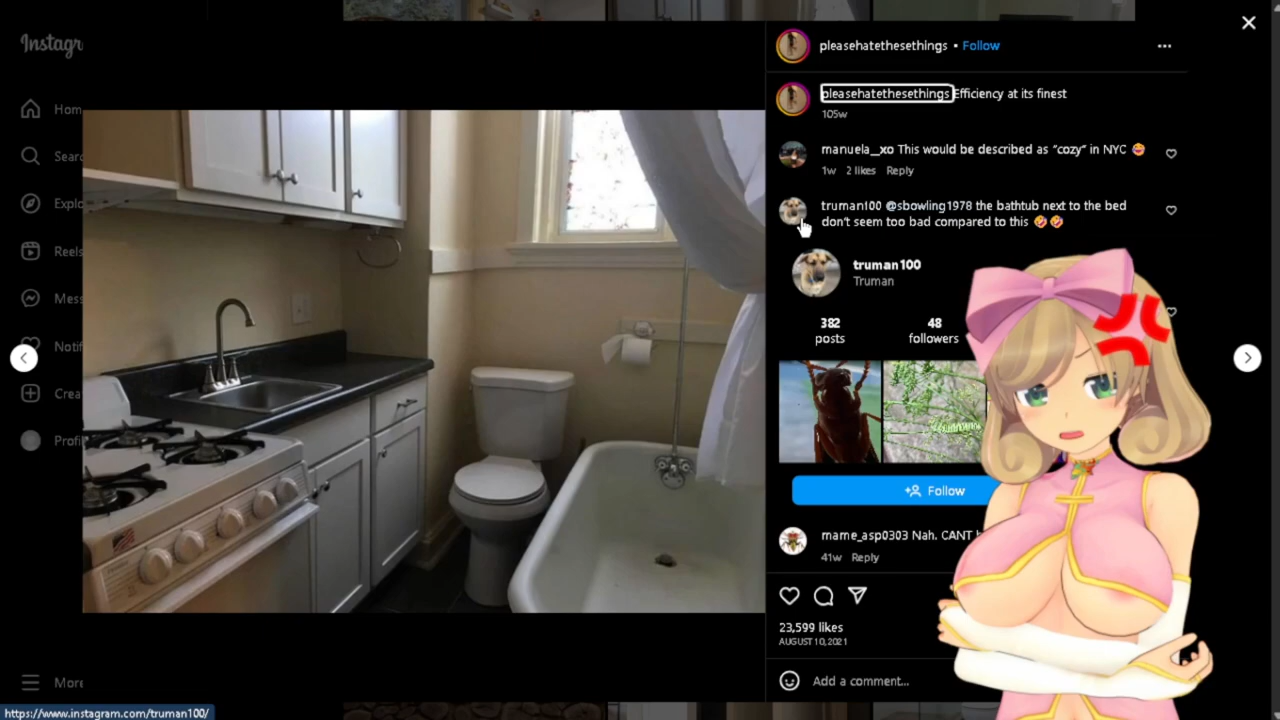 Instagr
pleasehatethesethings • Follow
pleasehatethesethings Efficiency at its finest
105w
Home
manuela__xo This would be described as "cozy" in NYC 🤩
1w 2 likes Reply
Sear
Explo
truman100 @sbowling1978 the bathtub next to the bed
don't seem too bad compared to this 🤣🤣
Reels
truman100
Truman
Mess
382
posts
48
followers
Notif
Crea
Profi
Follow
mame_asp0303 Nah. CANT
41w Reply
23,599 likes
AUGUST 10, 2021
Add a comment...
More
https://www.instagram.com/truman100/